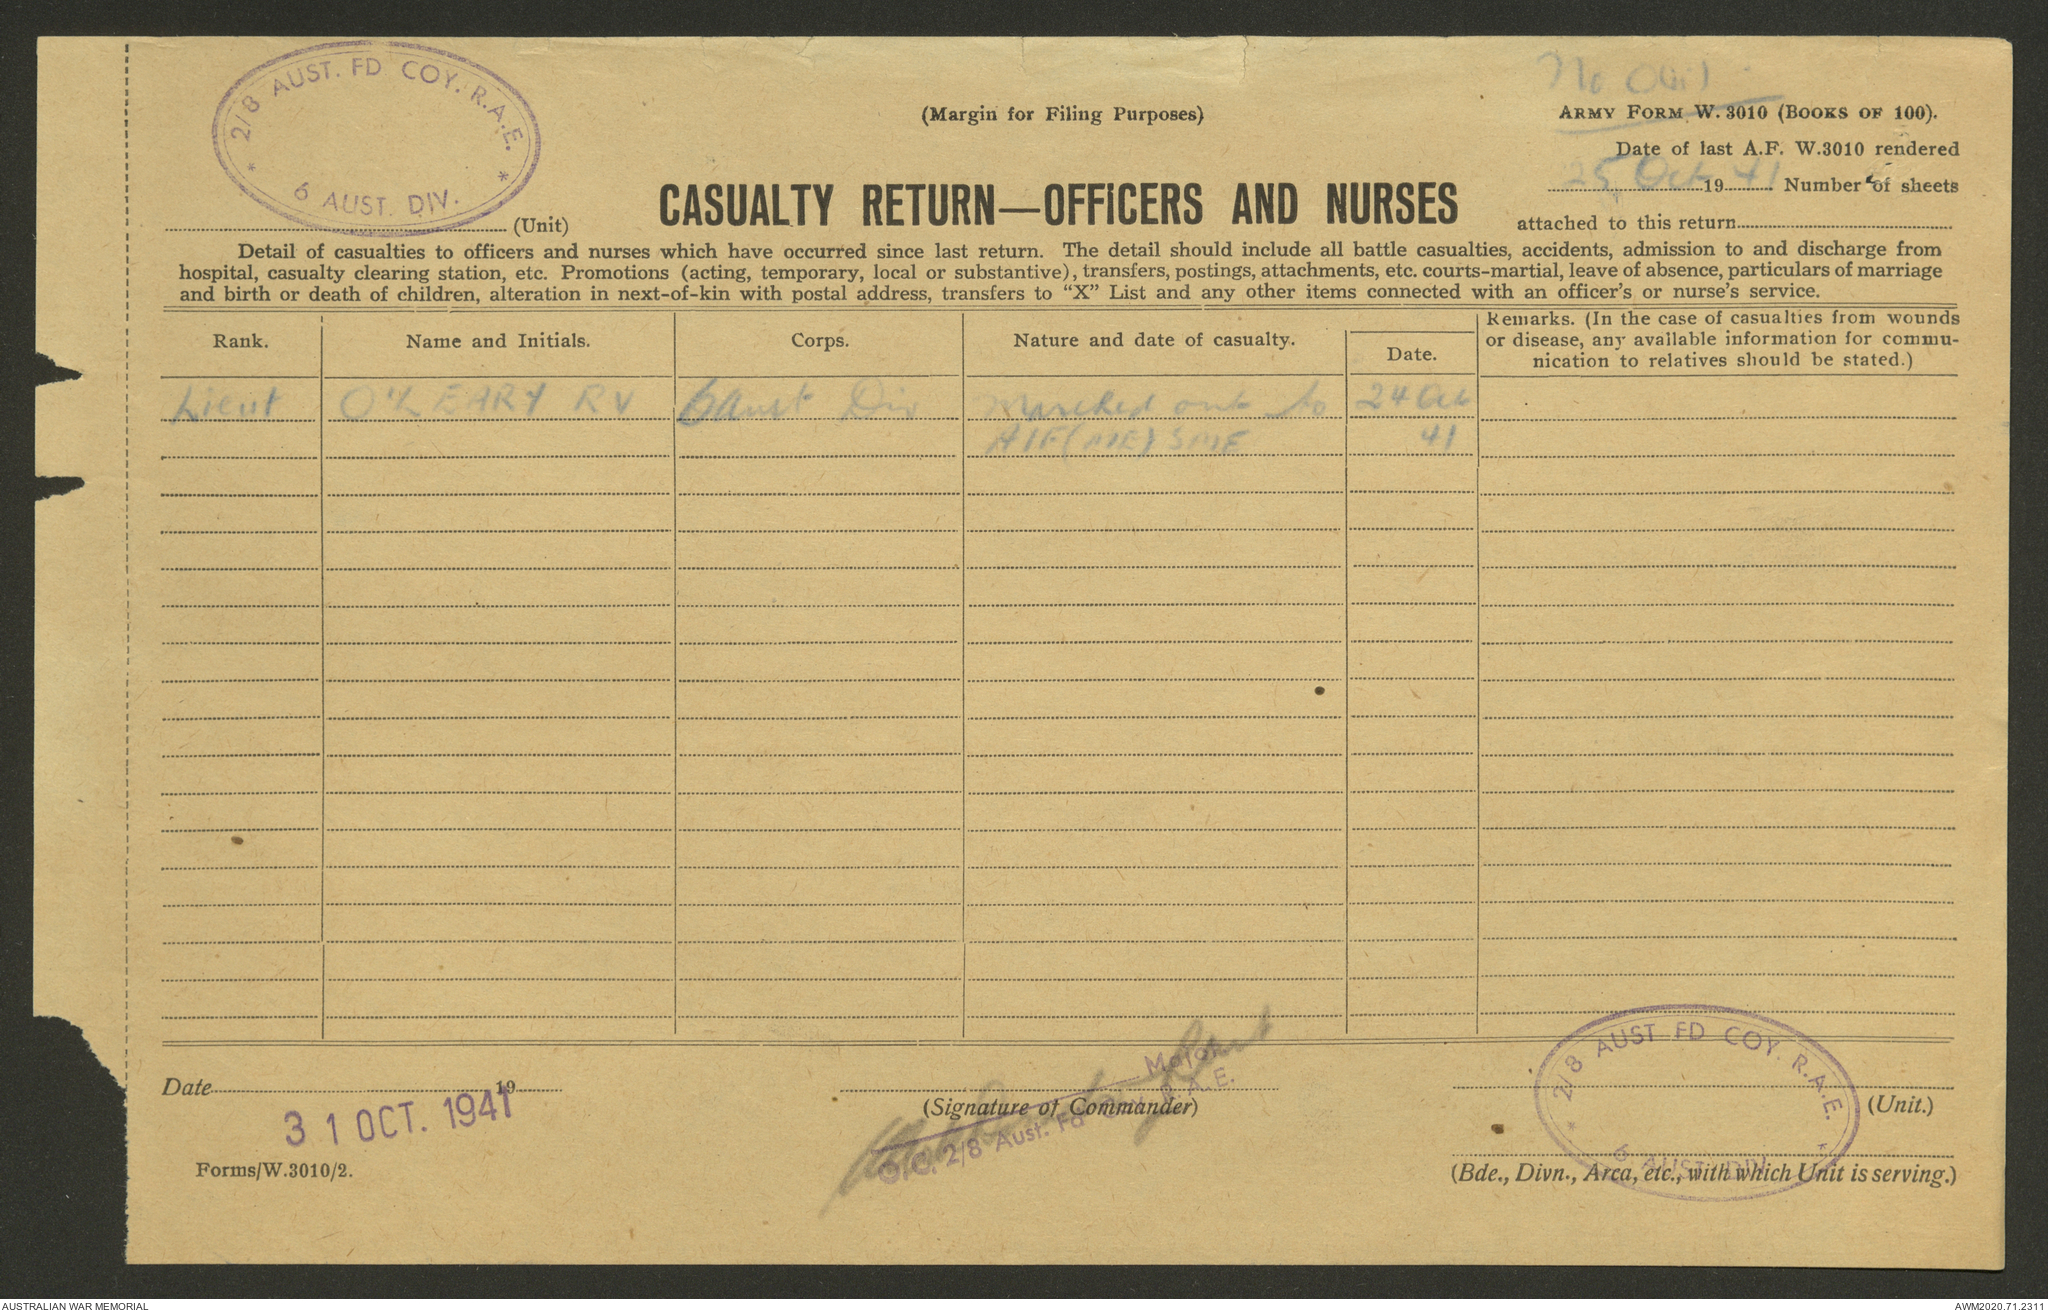 2/8 AUST. FD COY. R.A.E.
6 AUST. DIV.
(Unit)
(Margin for Filing Purposes)
No
ARMY FORM W. 3010 (BOOKS OF 100).
Date of last A.F. W.3010 rendered
25 Oct 1941 Number of sheets
attached to this return
CASUALTY RETURN—OFFICERS AND NURSES
Detail of casualties to officers and nurses which have occurred since last return. The detail should include all battle casualties, accidents, admission to and discharge from
hospital, casualty clearing station, etc. Promotions (acting, temporary, local or substantive), transfers, postings, attachments, etc. courts-martial, leave of absence, particulars of marriage
and birth or death of children, alteration in next-of-kin with postal address, transfers to "X" List and any other items connected with an officer's or nurse's service.
Rank. Name and Initials. Corps. Nature and date of casualty. Date. Remarks. (In the case of casualties from wounds
or disease, any available information for commu-
nication to relatives should be stated.)
Lieut O'LEARY RV 6 Aust Div Marched out to 24 Oct
AIF (ME) SME 41
Date 19
31 OCT. 1941
Forms/W.3010/2.
Major
(Signature of Commander)
O.C. 2/8 Aust. Fd Coy R.A.E.
2/8 AUST FD COY. R.A.E.
6 AUST. DIV.
(Unit.)
(Bde., Divn., Area, etc., with which Unit is serving.)
AUSTRALIAN WAR MEMORIAL
AWM2020.71.2311